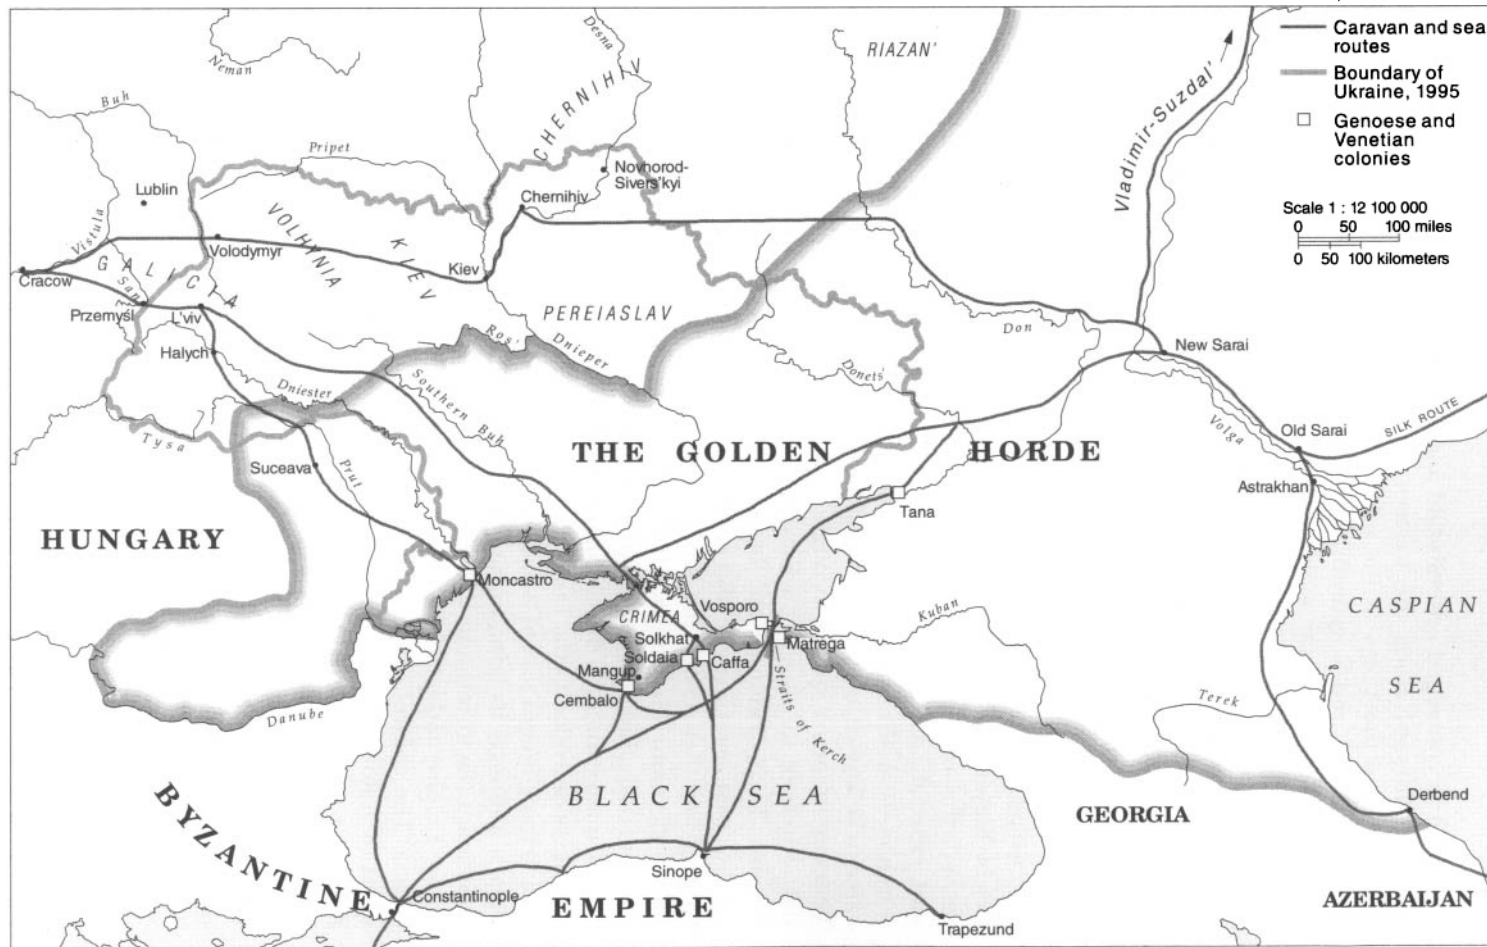 Caravan and sea
routes
Boundary of
Ukraine, 1995
Genoese and
Venetian
colonies
Scale 1 : 12 100 000
0 50 100 miles
0 50 100 kilometers
RIAZAN'
Vladimir-Suzdal'
Desna
Neman
Buh
CHERNIHIV
Pripet
Novhorod-
Sivers'kyi
Lublin
Chernihiv
Vistula
VOLHYNIA
KIEV
Volodymyr
GALICIA
Kiev
Cracow
San
Przemyśl
L'viv
PEREIASLAV
Ros'
Dnieper
Don
Halych
New Sarai
Donets'
Dniester
Southern Buh
Tysa
Volga
SILK ROUTE
Old Sarai
THE GOLDEN HORDE
Suceava
Prut
Astrakhan
Tana
HUNGARY
Moncastro
Vosporo
Kuban
CRIMEA
CASPIAN
SEA
Solkhat
Matrega
Soldaia
Caffa
Mangup
Cembalo
Straits of Kerch
Terek
Danube
BLACK SEA
Derbend
GEORGIA
BYZANTINE
EMPIRE
Sinope
Constantinople
AZERBAIJAN
Trapezund